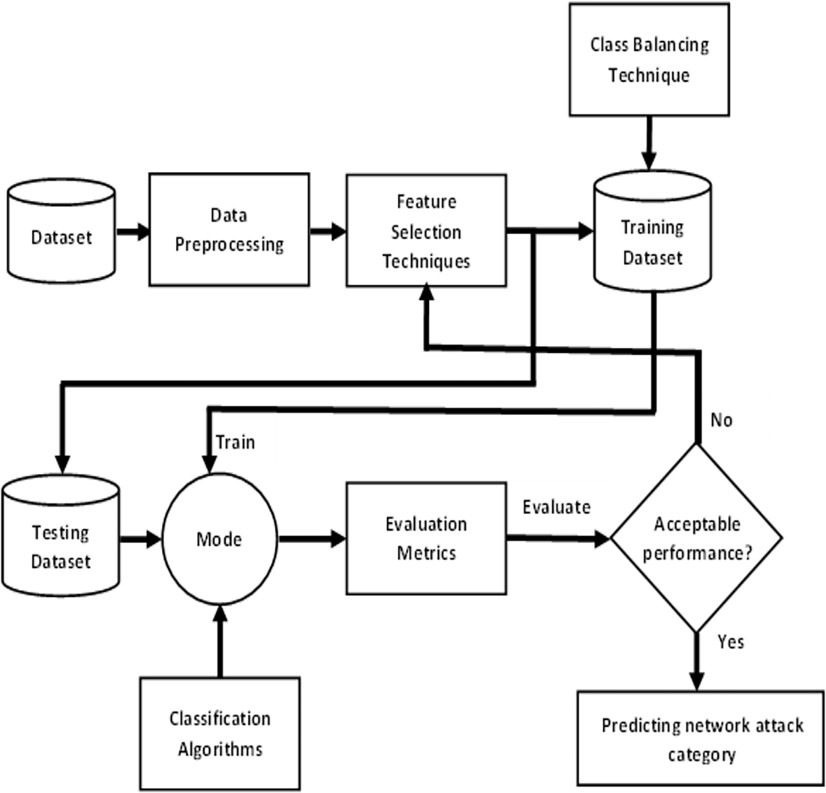 Class Balancing
Technique
Dataset
Data
Preprocessing
Feature
Selection
Techniques
Training
Dataset
No
Train
Testing
Dataset
Mode
Evaluation
Metrics
Evaluate
Acceptable
performance?
Yes
Classification
Algorithms
Predicting network attack
category